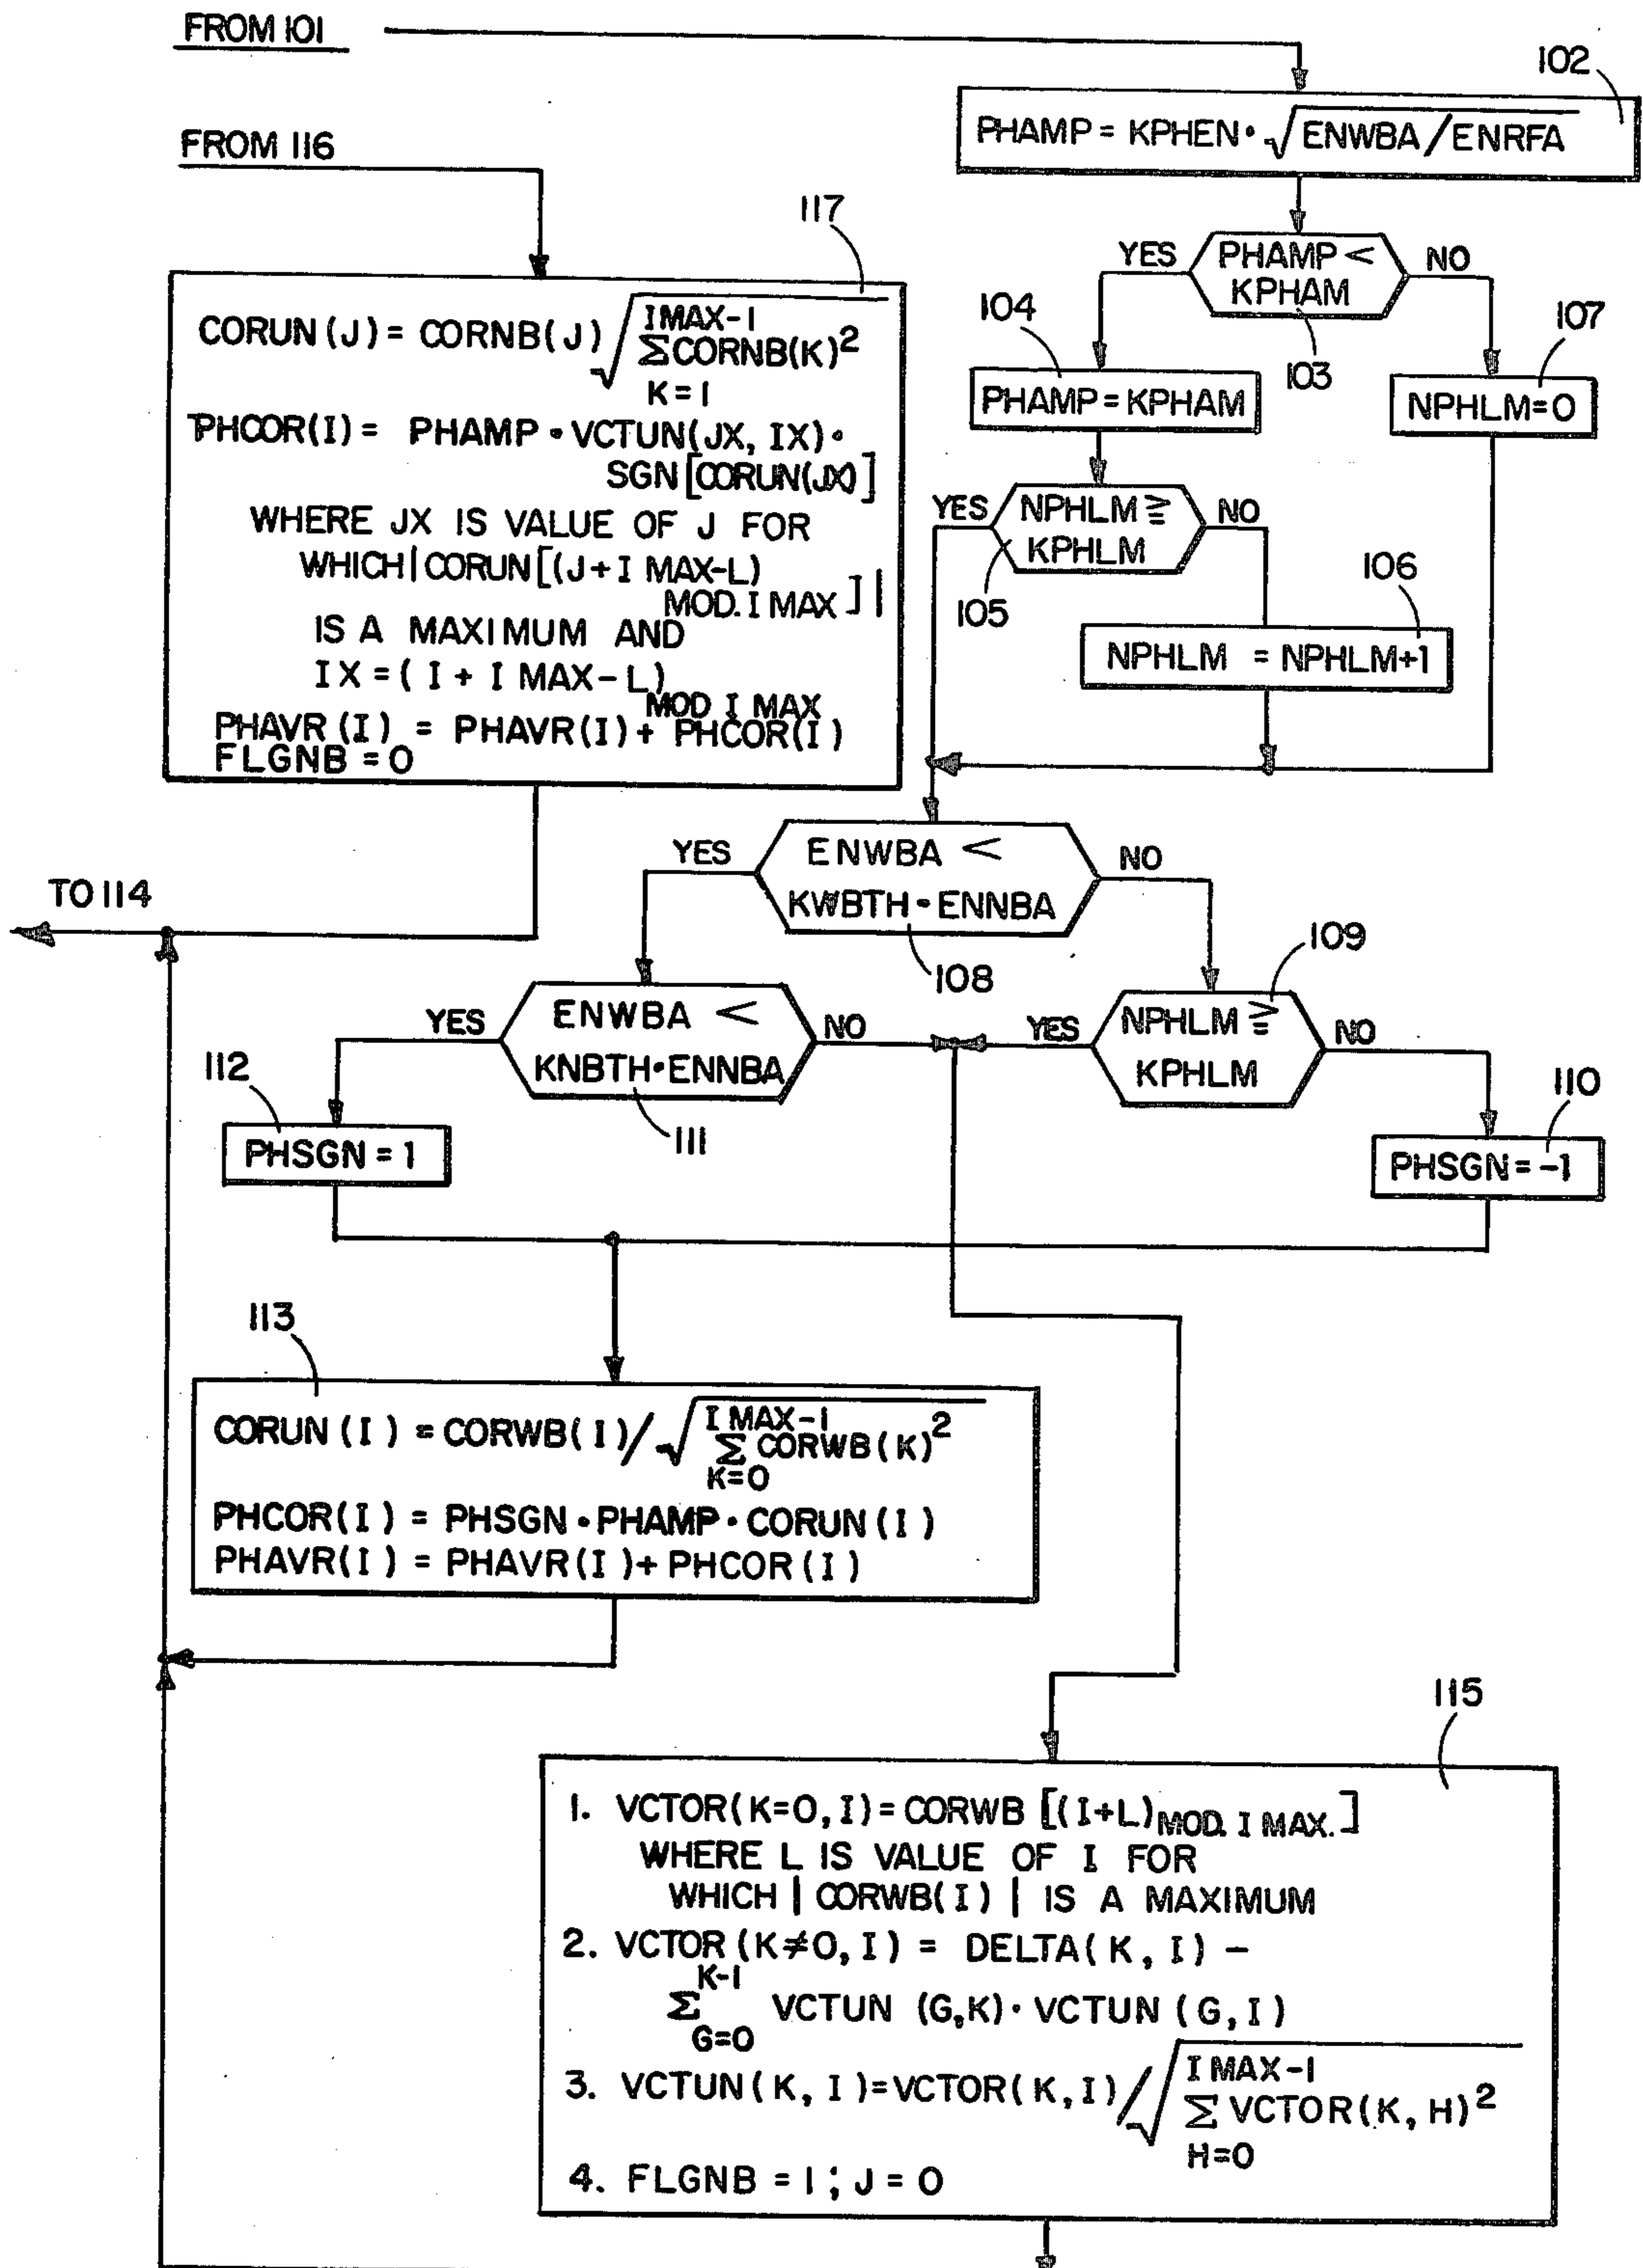 FROM 101
102
PHAMP = KPHEN • √ENWBA / ENRFA
FROM 116
117
CORUN (J) = CORNB(J) √ IMAX-1
Σ CORNB(K)²
K = 1
PHCOR(I) = PHAMP • VCTUN(JX, IX) •
SGN [CORUN(JX)]
WHERE JX IS VALUE OF J FOR
WHICH | CORUN [(J + I MAX-L)
MOD. I MAX ] |
IS A MAXIMUM AND
IX = ( I + I MAX - L)
MOD I MAX
PHAVR (I) = PHAVR(I) + PHCOR(I)
FLGNB = 0
YES
PHAMP <
KPHAM
NO
103
104
PHAMP = KPHAM
107
NPHLM=0
YES
NPHLM ≧
KPHLM
NO
105
106
NPHLM = NPHLM+1
TO 114
YES
ENWBA <
KWBTH • ENNBA
NO
108
109
YES
ENWBA <
KNBTH • ENNBA
NO
111
YES
NPHLM ≧
KPHLM
NO
112
PHSGN = 1
110
PHSGN = -1
113
CORUN (I) = CORWB(I) / √ I MAX-1
Σ CORWB(K)²
K=0
PHCOR(I) = PHSGN • PHAMP • CORUN (I)
PHAVR(I) = PHAVR(I) + PHCOR (I)
115
1. VCTOR(K=0, I) = CORWB [(I+L) MOD. I MAX.]
WHERE L IS VALUE OF I FOR
WHICH | CORWB(I) | IS A MAXIMUM
2. VCTOR (K≠0, I) = DELTA(K, I) –
K-1
Σ VCTUN (G,K) • VCTUN (G, I)
G=0
3. VCTUN(K, I)=VCTOR(K, I) / √ I MAX-1
Σ VCTOR(K, H)²
H=0
4. FLGNB = 1 ; J = 0